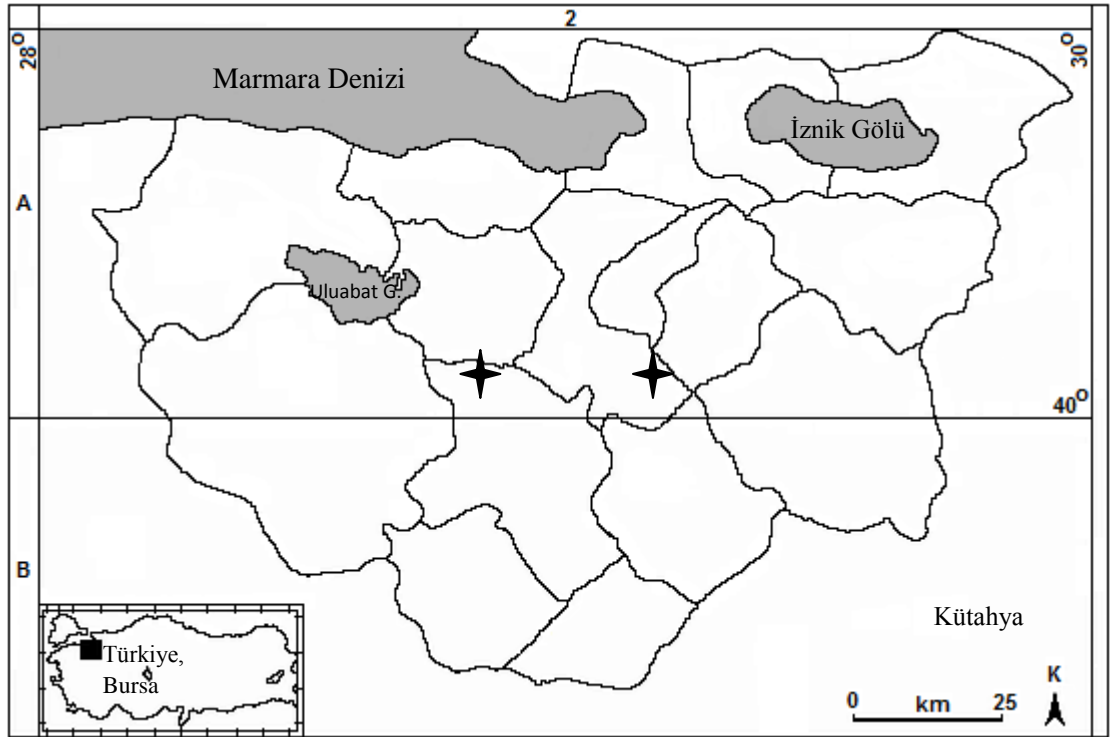 2
28°
30°
Marmara Denizi
İznik Gölü
A
Uluabat G.
40°
B
Kütahya
Türkiye,
Bursa
K
0 km 25